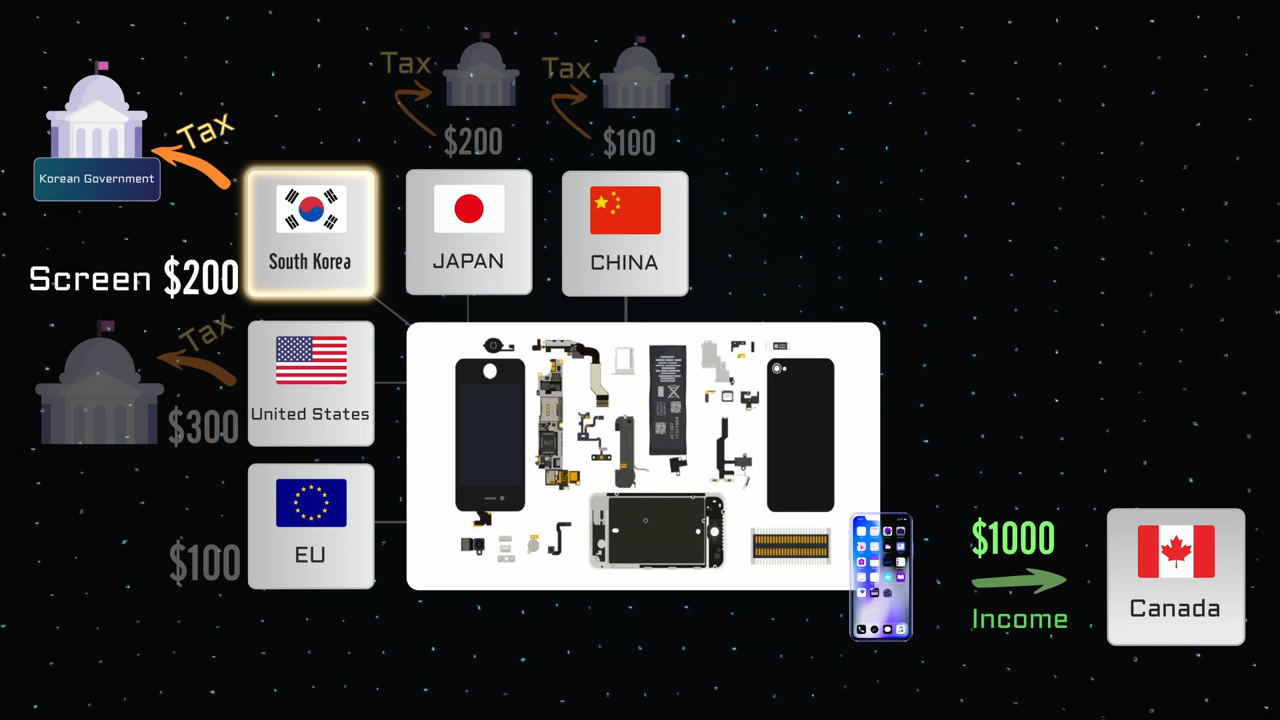 Tax
Tax
$200
$100
Tax
Korean Government
South Korea
JAPAN
CHINA
Screen $200
Tax
$300
United States
$100
EU
$1000
Income
Canada